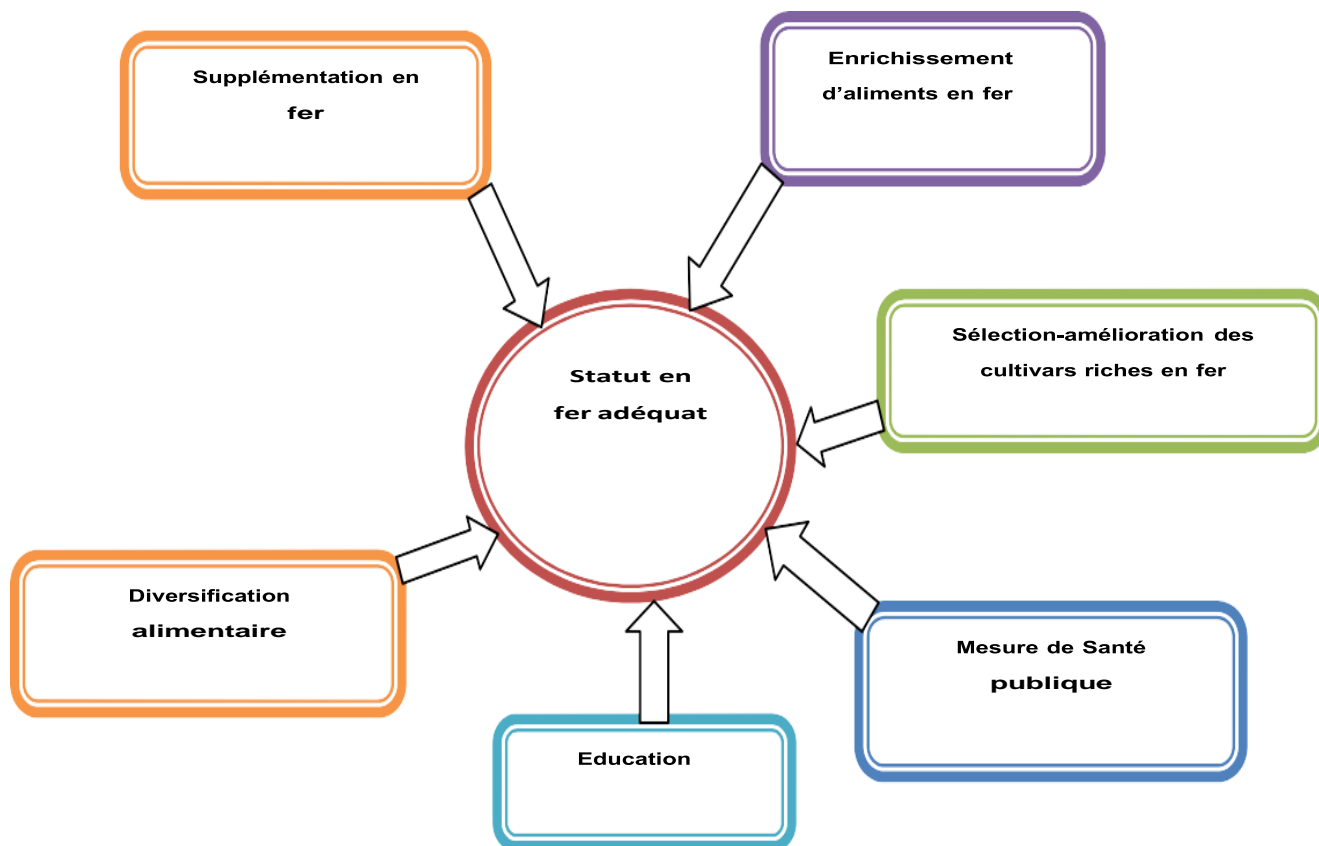 Supplémentation en
fer
Enrichissement
d’aliments en fer
Sélection-amélioration des
cultivars riches en fer
Statut en
fer adéquat
Diversification
alimentaire
Mesure de Santé
publique
Education